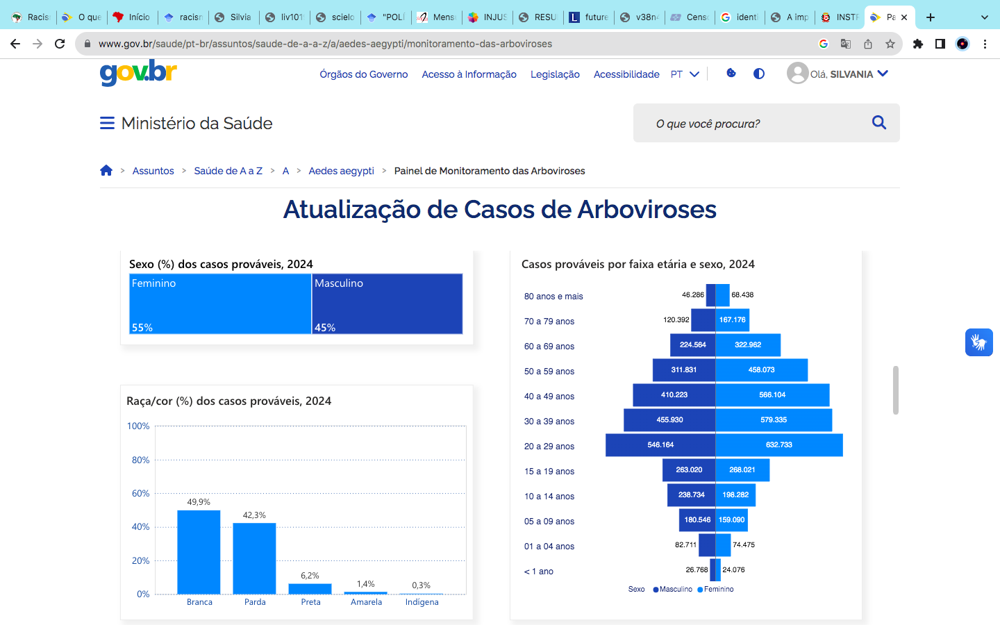 Racisı
O que
Início
racisn
Silvia
liv101
scielo
"POLÍ
Mensa
INJUS
RESU
future
v38n4
Censo
identi
A imp
INSTR
Pa
www.gov.br/saude/pt-br/assuntos/saude-de-a-a-z/a/aedes-aegypti/monitoramento-das-arboviroses
gov.br
Órgãos do Governo
Acesso à Informação
Legislação
Acessibilidade
PT
Olá, SILVANIA
Ministério da Saúde
O que você procura?
> Assuntos > Saúde de A a Z > A > Aedes aegypti > Painel de Monitoramento das Arboviroses
Atualização de Casos de Arboviroses
Sexo (%) dos casos prováveis, 2024
Feminino
55%
Masculino
45%
Raça/cor (%) dos casos prováveis, 2024
100%
80%
60%
40%
20%
0%
49,9%
42,3%
6,2%
1,4%
0,3%
Branca
Parda
Preta
Amarela
Indígena
Casos prováveis por faixa etária e sexo, 2024
80 anos e mais 46.286 68.438
70 a 79 anos 120.392 167.176
60 a 69 anos 224.564 322.962
50 a 59 anos 311.831 458.073
40 a 49 anos 410.223 566.104
30 a 39 anos 455.930 579.335
20 a 29 anos 546.164 632.733
15 a 19 anos 263.020 268.021
10 a 14 anos 238.734 198.282
05 a 09 anos 180.546 159.090
01 a 04 anos 82.711 74.475
< 1 ano 26.768 24.076
Sexo Masculino Feminino